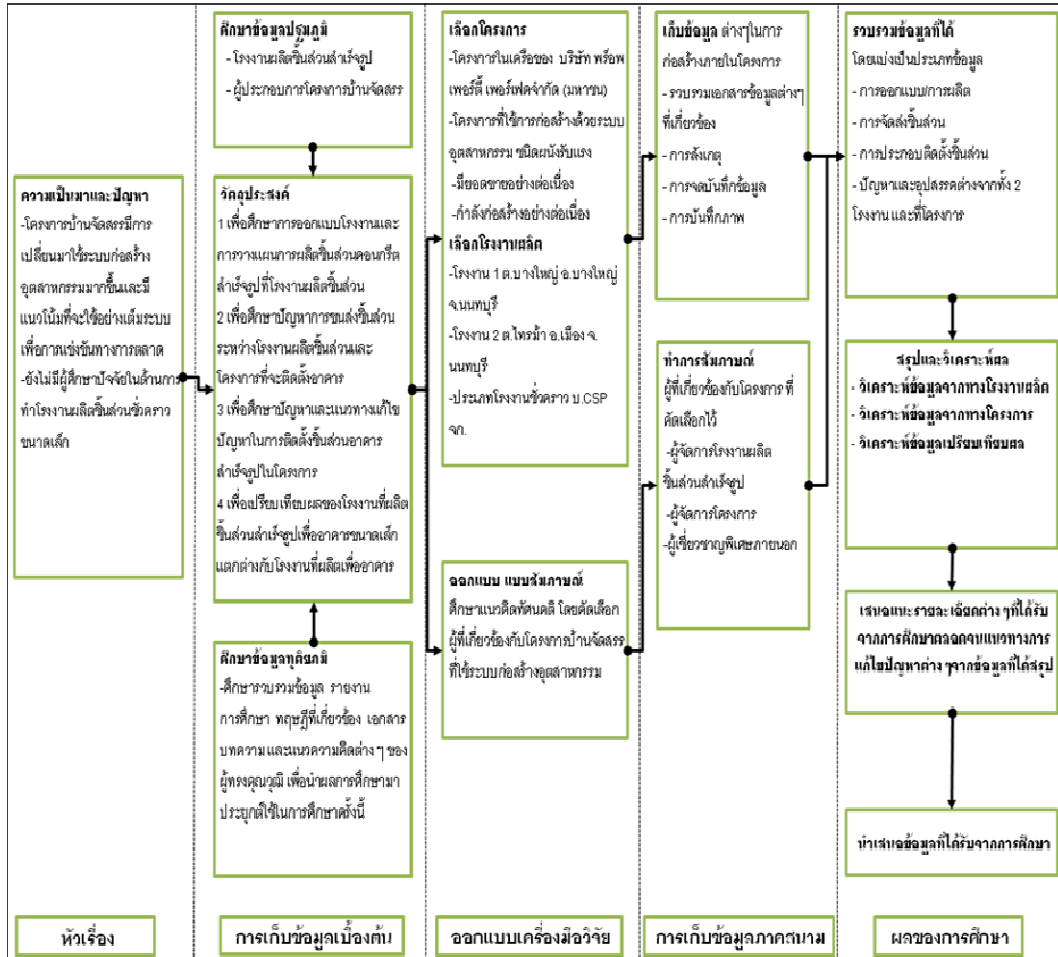 ความเป็นมาและปัญหา
-โครงการบ้านจัดสรรมีการ
เปลี่ยนมาใช้ระบบก่อสร้าง
อุตสาหกรรมมากขึ้นและมี
แนวโน้มที่จะใช้อย่างเต็มระบบ
เพื่อการแข่งขันทางการตลาด
-ยังไม่มีผู้ศึกษาปัจจัยในด้านการ
ทำโรงงานผลิตชิ้นส่วนชั่วคราว
ขนาดเล็ก
หัวเรื่อง
ศึกษาข้อมูลปฐมภูมิ
- โรงงานผลิตชิ้นส่วนสำเร็จรูป
- ผู้ประกอบการโครงการบ้านจัดสรร
วัตถุประสงค์
1 เพื่อศึกษาการออกแบบโรงงานและ
การวางแผนการผลิตชิ้นส่วนคอนกรีต
สำเร็จรูปที่โรงงานผลิตชิ้นส่วน
2 เพื่อศึกษาปัญหาการขนส่งชิ้นส่วน
ระหว่างโรงงานผลิตชิ้นส่วนและ
โครงการที่จะติดตั้งอาคาร
3 เพื่อศึกษาปัญหาและแนวทางแก้ไข
ปัญหาในการติดตั้งชิ้นส่วนอาคาร
สำเร็จรูปในโครงการ
4 เพื่อเปรียบเทียบผลของโรงงานที่ผลิต
ชิ้นส่วนสำเร็จรูปเพื่ออาคารขนาดเล็ก
แตกต่างกับโรงงานที่ผลิตเพื่ออาคาร
ศึกษาข้อมูลทุติยภูมิ
-ศึกษารวบรวมข้อมูล รายงาน
การศึกษา ทฤษฎีที่เกี่ยวข้อง เอกสาร
บทความและแนวความคิดต่าง ๆ ของ
ผู้ทรงคุณวุฒิ เพื่อนำผลการศึกษามา
ประยุกต์ใช้ในการศึกษาครั้งนี้
การเก็บข้อมูลเบื้องต้น
เลือกโครงการ
-โครงการในเครือของ บริษัท พร็อพ
เพอร์ตี้ เพอร์เฟคจำกัด (มหาชน)
-โครงการที่ใช้การก่อสร้างด้วยระบบ
อุตสาหกรรม ชนิดผนังรับแรง
-มียอดขายอย่างต่อเนื่อง
-กำลังก่อสร้างอย่างต่อเนื่อง
เลือกโรงงานผลิต
-โรงงาน 1 ต.บางใหญ่ อ.บางใหญ่
จ.นนทบุรี
-โรงงาน 2 ต.ไทรม้า อ.เมือง จ.
นนทบุรี
-ประเภทโรงงานชั่วคราว บ.CSP
จก.
ออกแบบ แบบสัมภาษณ์
ศึกษาแนวคิดทัศนคติ โดยคัดเลือก
ผู้ที่เกี่ยวข้องกับโครงการบ้านจัดสรร
ที่ใช้ระบบก่อสร้างอุตสาหกรรม
ออกแบบเครื่องมือวิจัย
เก็บข้อมูล ต่างๆในการ
ก่อสร้างภายในโครงการ
- รวบรวมเอกสารข้อมูลต่างๆ
ที่เกี่ยวข้อง
- การสังเกตุ
- การจดบันทึกข้อมูล
- การบันทึกภาพ
ทำการสัมภาษณ์
ผู้ที่เกี่ยวข้องกับโครงการ ที่
คัดเลือกไว้
-ผู้จัดการโรงงานผลิต
ชิ้นส่วนสำเร็จรูป
-ผู้จัดการโครงการ
-ผู้เชี่ยวชาญพิเศษภายนอก
การเก็บข้อมูลภาคสนาม
รวบรวมข้อมูลที่ได้
โดยแบ่งเป็นประเภทข้อมูล
- การออกแบบ/การผลิต
- การจัดส่งชิ้นส่วน
- การประกอบติดตั้งชิ้นส่วน
- ปัญหาและอุปสรรคต่างจากทั้ง 2
โรงงาน และที่โครงการ
สรุปและวิเคราะห์ผล
- วิเคราะห์ข้อมูลจากทางโรงงานผลิต
- วิเคราะห์ข้อมูลจากทางโครงการ
- วิเคราะห์ข้อมูลเปรียบเทียบผล
เสนอแนะรายละเอียดต่าง ๆที่ได้รับ
จากการศึกษาตลอดจนแนวทางการ
แก้ไขปัญหาต่าง ๆจากข้อมูลที่ได้สรุป
นำเสนอข้อมูลที่ได้รับจากการศึกษา
ผลของการศึกษา